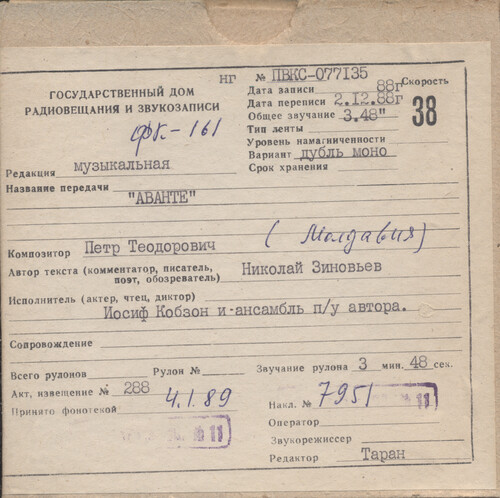 нг № ПВКС-077135
ГОСУДАРСТВЕННЫЙ ДОМ
РАДИОВЕЩАНИЯ И ЗВУКОЗАПИСИ
Дата записи 88г Скорость
Дата переписи 2.12.88г 38
Общее звучание 3.48"
Тип ленты
Уровень намагниченности
Вариант дубль моно
Срок хранения
ФК-161
Редакция музыкальная
Название передачи
"АВАНТЕ"
Композитор Петр Теодорович (Молдавия)
Автор текста (комментатор, писатель,
поэт, обозреватель) Николай Зиновьев
Исполнитель (актер, чтец, диктор)
Иосиф Кобзон и ансамбль п/у автора.
Сопровождение
Всего рулонов Рулон № Звучание рулона 3 мин. 48 сек.
Акт, извещение № 288
Принято фонотекой 4.1.89 Накл. № 7951
№ 11
№ 11
Оператор
Звукорежиссер
Редактор Таран